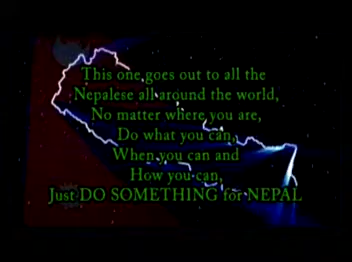 This one goes out to all the
Nepalese all around the world,
No matter where you are,
Do what you can,
When you can and
How you can,
Just DO SOMETHING for NEPAL